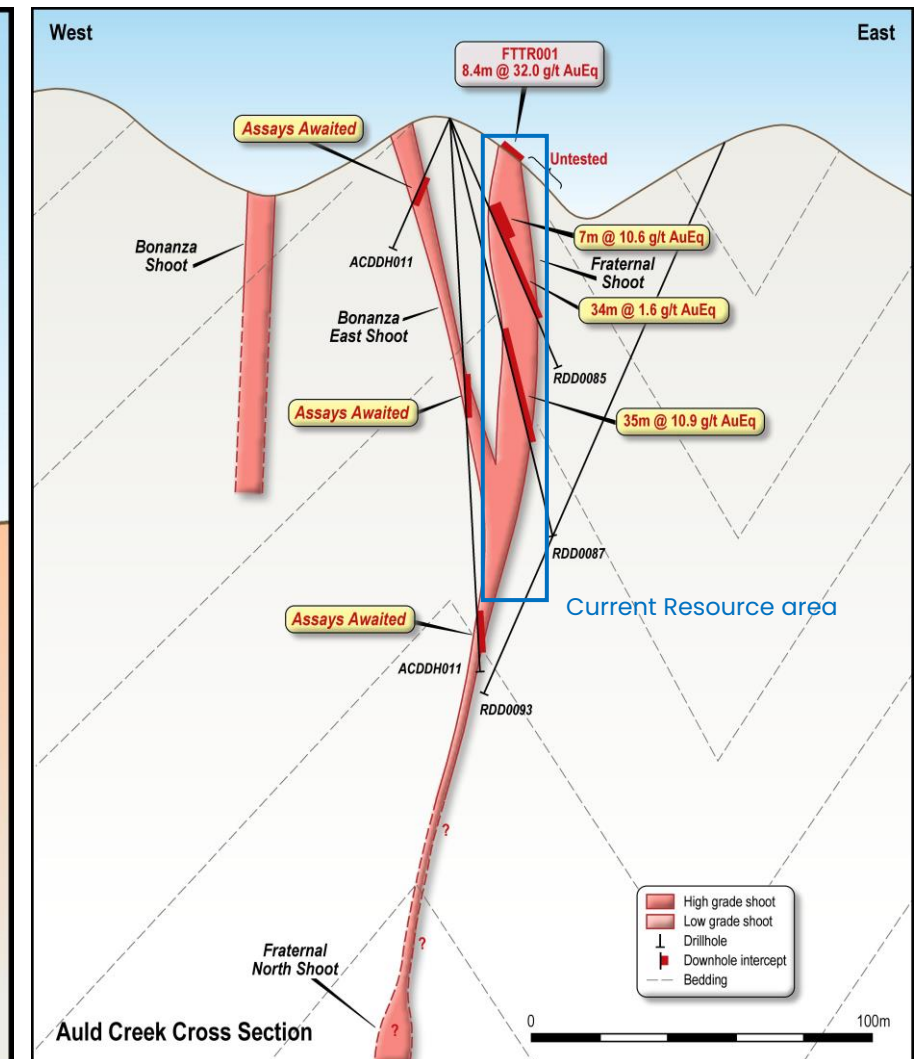 West
East
FTTR001
8.4m @ 32.0 g/t AuEq
Assays Awaited
Untested
7m @ 10.6 g/t AuEq
Bonanza
Shoot
ACDDH011
Fraternal
Shoot
34m @ 1.6 g/t AuEq
Bonanza
East Shoot
RDD0085
Assays Awaited
35m @ 10.9 g/t AuEq
RDD0087
Current Resource area
Assays Awaited
ACDDH011
RDD0093
?
?
Fraternal
North Shoot
?
High grade shoot
Low grade shoot
Drillhole
Downhole intercept
Bedding
Auld Creek Cross Section
0
100m